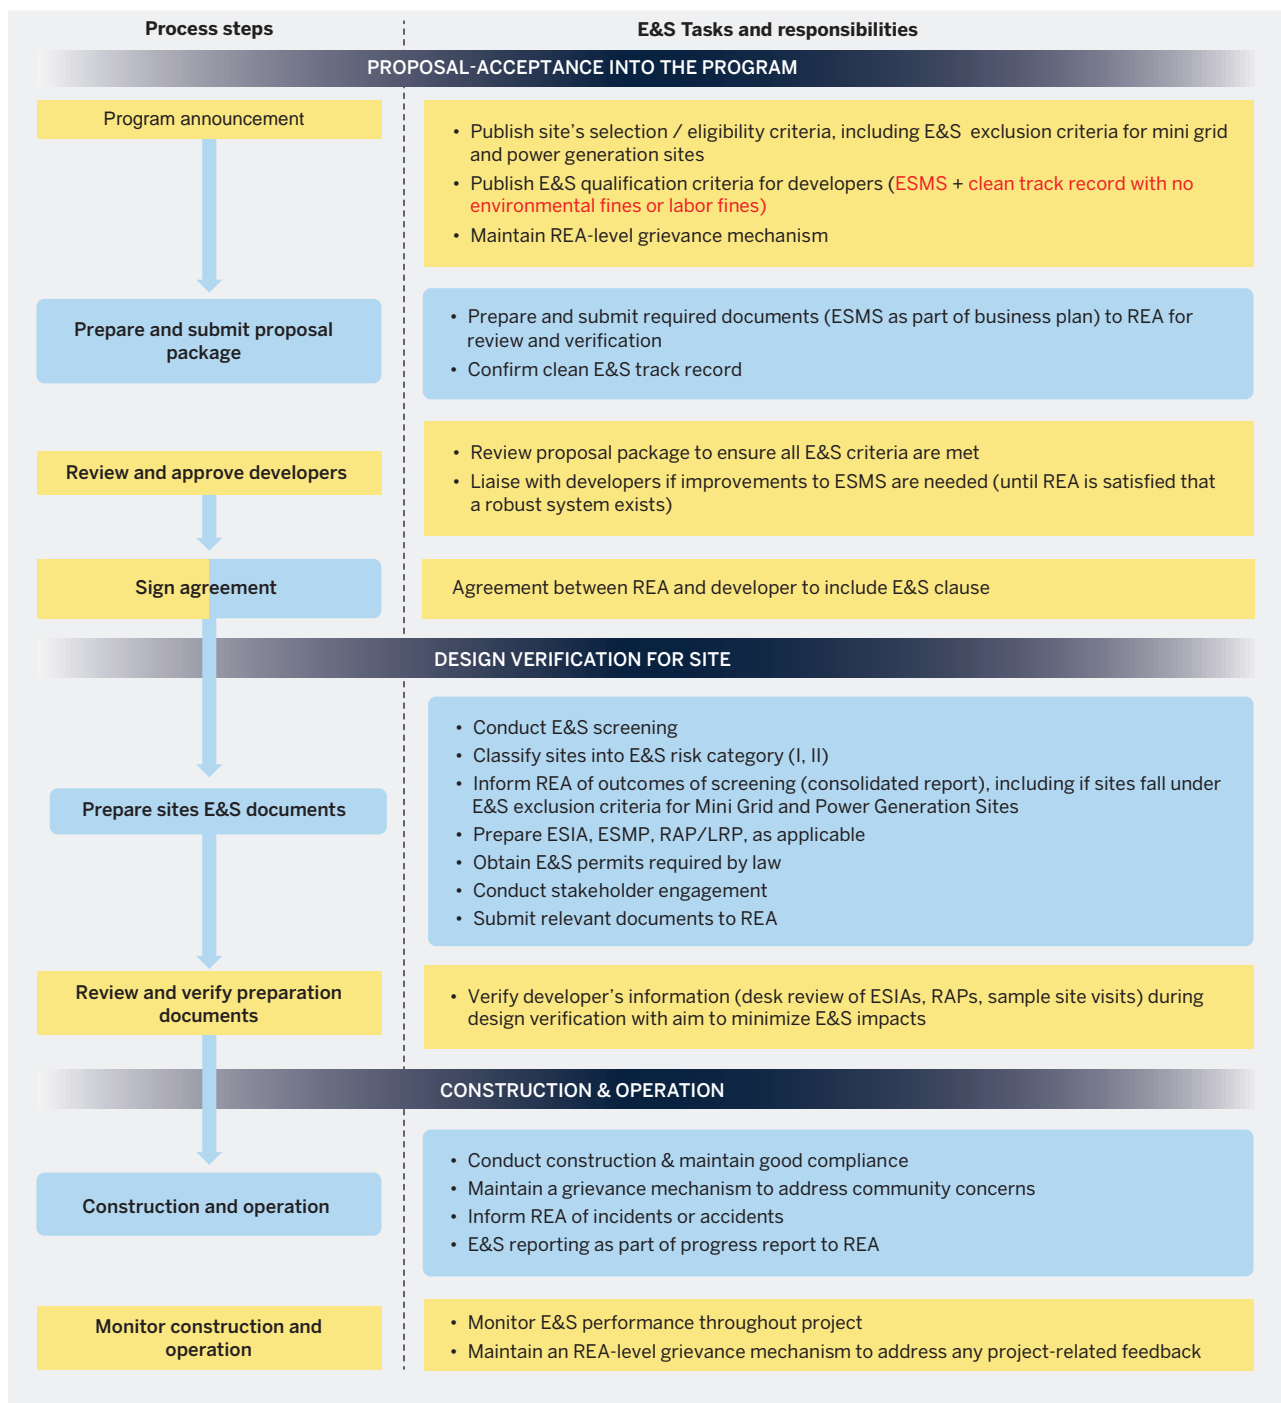 Process steps
E&S Tasks and responsibilities
PROPOSAL-ACCEPTANCE INTO THE PROGRAM
Program announcement
• Publish site's selection / eligibility criteria, including E&S exclusion criteria for mini grid
and power generation sites
• Publish E&S qualification criteria for developers (ESMS + clean track record with no
environmental fines or labor fines)
• Maintain REA-level grievance mechanism
Prepare and submit proposal
package
• Prepare and submit required documents (ESMS as part of business plan) to REA for
review and verification
• Confirm clean E&S track record
Review and approve developers
• Review proposal package to ensure all E&S criteria are met
• Liaise with developers if improvements to ESMS are needed (until REA is satisfied that
a robust system exists)
Sign agreement
Agreement between REA and developer to include E&S clause
DESIGN VERIFICATION FOR SITE
Prepare sites E&S documents
• Conduct E&S screening
• Classify sites into E&S risk category (I, II)
• Inform REA of outcomes of screening (consolidated report), including if sites fall under
E&S exclusion criteria for Mini Grid and Power Generation Sites
• Prepare ESIA, ESMP, RAP/LRP, as applicable
• Obtain E&S permits required by law
• Conduct stakeholder engagement
• Submit relevant documents to REA
Review and verify preparation
documents
• Verify developer's information (desk review of ESIAs, RAPs, sample site visits) during
design verification with aim to minimize E&S impacts
CONSTRUCTION & OPERATION
Construction and operation
• Conduct construction & maintain good compliance
• Maintain a grievance mechanism to address community concerns
• Inform REA of incidents or accidents
• E&S reporting as part of progress report to REA
Monitor construction and
operation
• Monitor E&S performance throughout project
• Maintain an REA-level grievance mechanism to address any project-related feedback